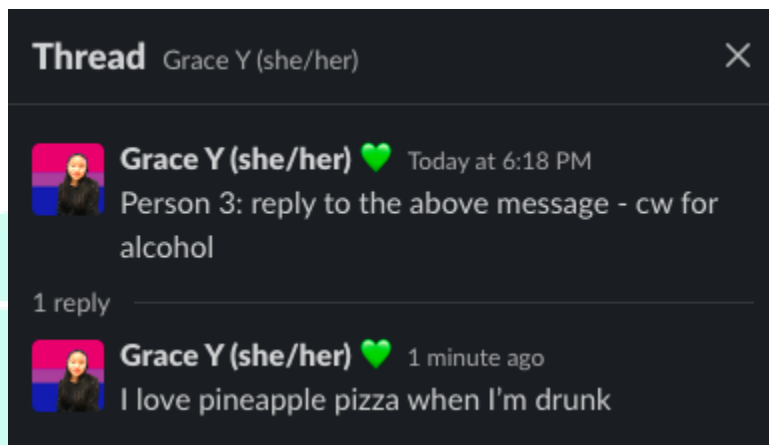 Thread Grace Y (she/her)
Grace Y (she/her) 💚 Today at 6:18 PM
Person 3: reply to the above message - cw for
alcohol
1 reply
Grace Y (she/her) 💚 1 minute ago
I love pineapple pizza when I’m drunk